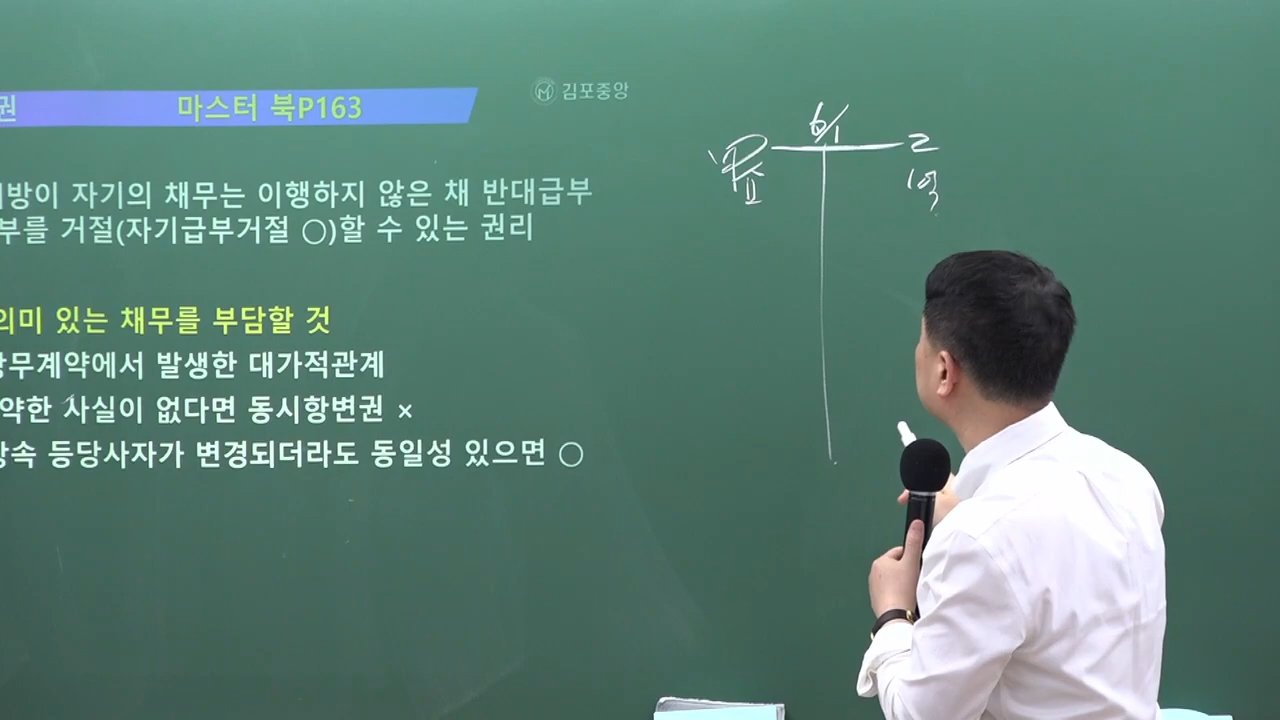 권 마스터 북P163
김포중앙
방이 자기의 채무는 이행하지 않은 채 반대급부
부를 거절(자기급부거절 ○)할 수 있는 권리
의미 있는 채무를 부담할 것
무계약에서 발생한 대가적관계
약한 사실이 없다면 동시항변권 ×
속 등당사자가 변경되더라도 동일성 있으면 ○
6/1
1억